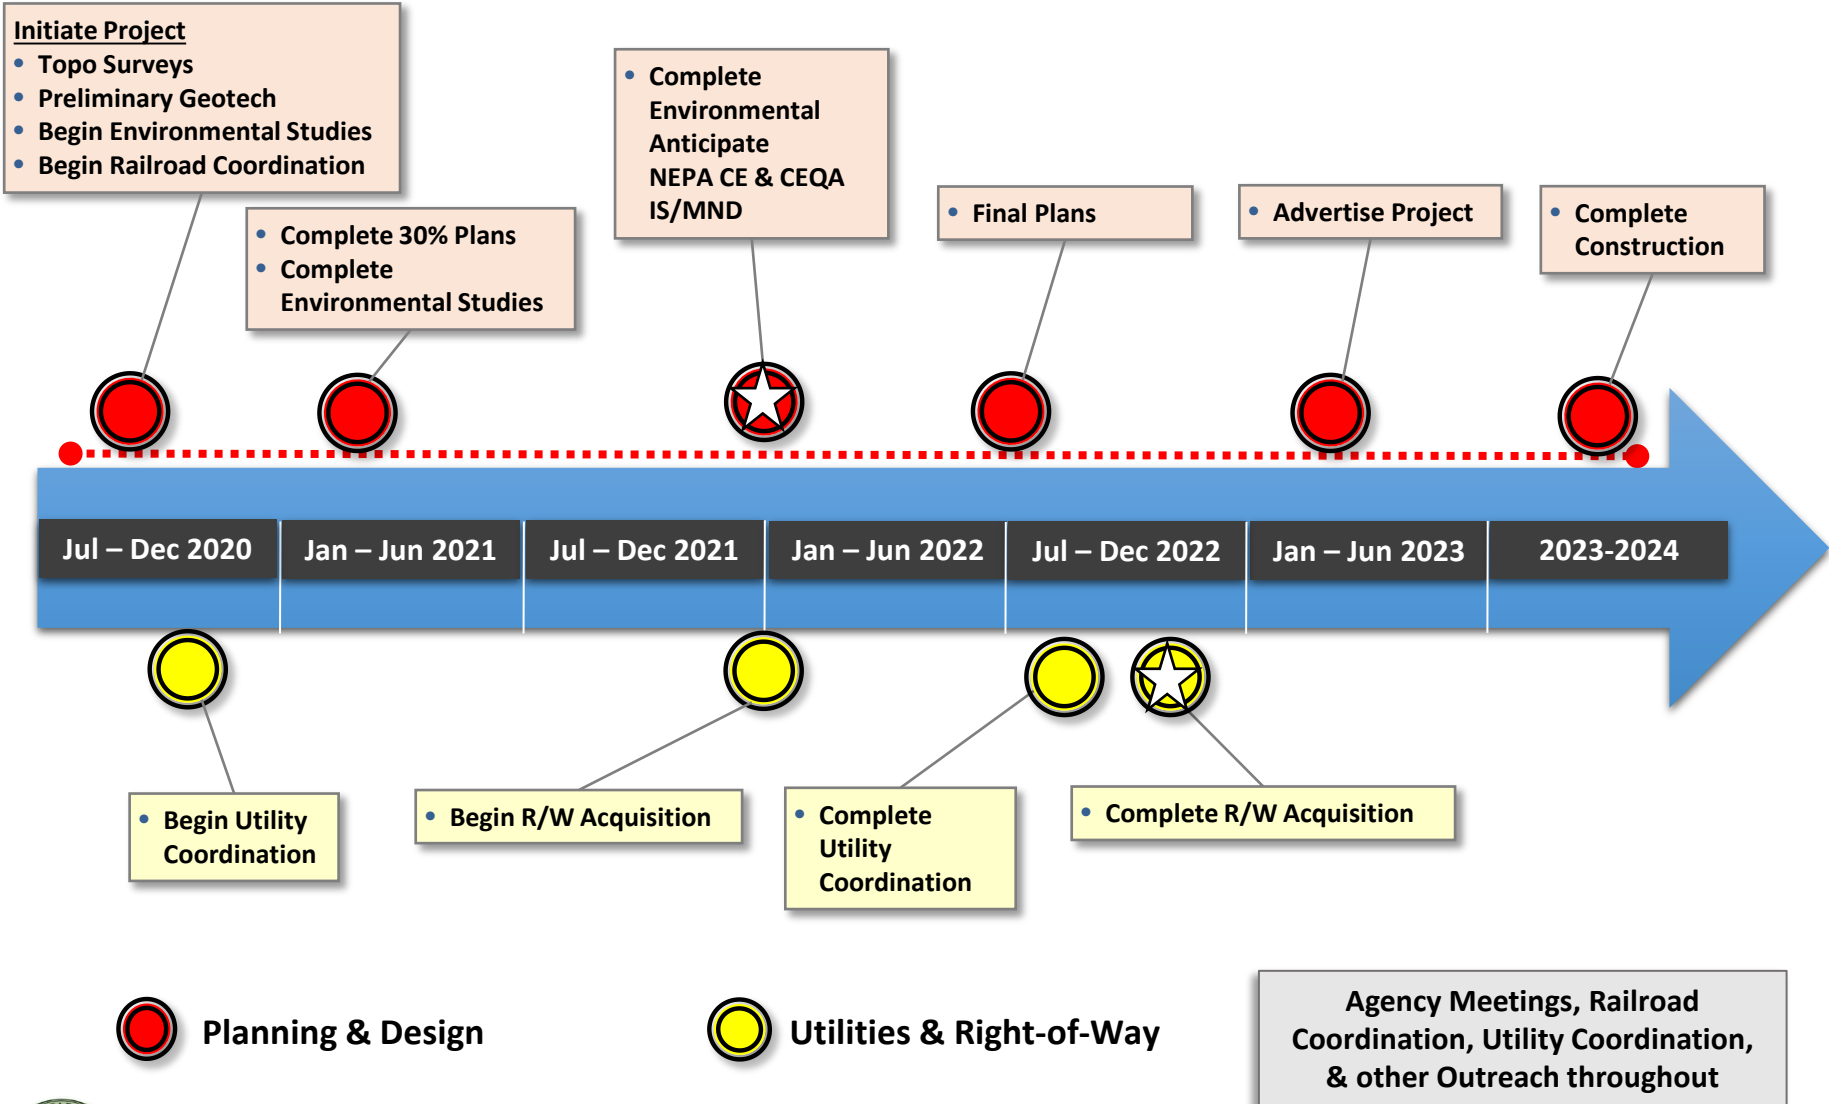 Initiate Project
• Topo Surveys
• Preliminary Geotech
• Begin Environmental Studies
• Begin Railroad Coordination
• Complete 30% Plans
• Complete
Environmental Studies
• Complete
Environmental
Anticipate
NEPA CE & CEQA
IS/MND
• Final Plans
• Advertise Project
• Complete
Construction
Jul – Dec 2020
Jan – Jun 2021
Jul – Dec 2021
Jan – Jun 2022
Jul – Dec 2022
Jan – Jun 2023
2023-2024
• Begin Utility
Coordination
• Begin R/W Acquisition
• Complete
Utility
Coordination
• Complete R/W Acquisition
Planning & Design
Utilities & Right-of-Way
Agency Meetings, Railroad
Coordination, Utility Coordination,
& other Outreach throughout